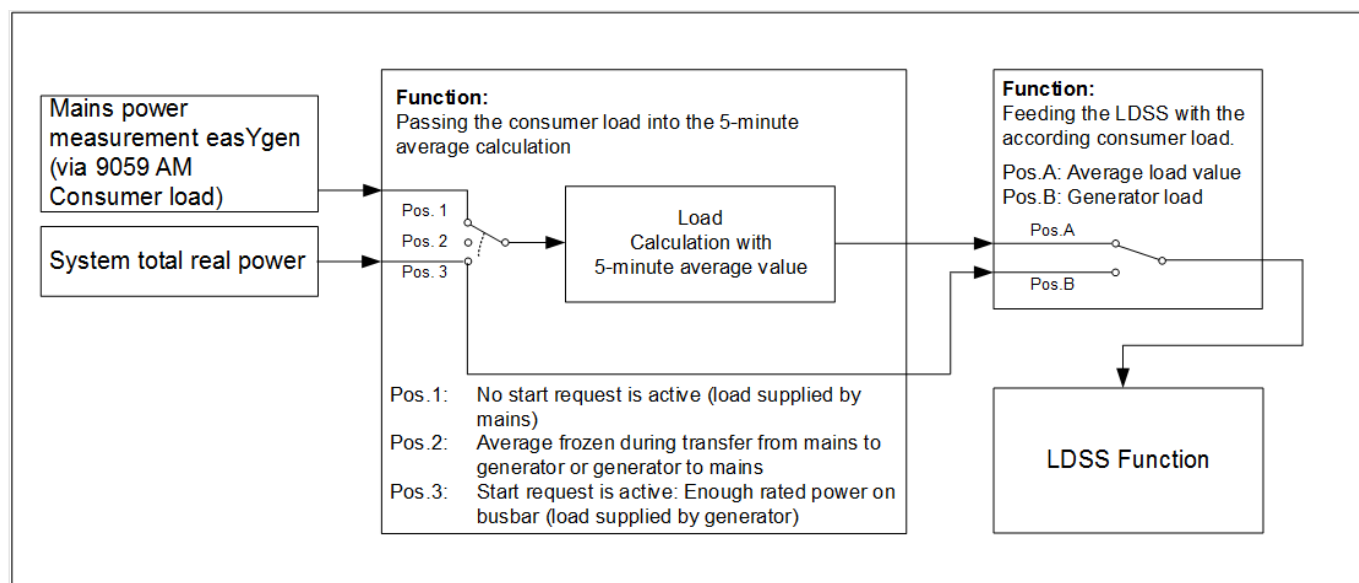 Mains power
measurement easYgen
(via 9059 AM
Consumer load)
System total real power
Function:
Passing the consumer load into the 5-minute
average calculation
Pos. 1
Pos. 2
Pos. 3
Load
Calculation with
5-minute average value
Pos.1: No start request is active (load supplied by
mains)
Pos.2: Average frozen during transfer from mains to
generator or generator to mains
Pos.3: Start request is active: Enough rated power on
busbar (load supplied by generator)
Function:
Feeding the LDSS with the
according consumer load.
Pos.A: Average load value
Pos.B: Generator load
Pos.A
Pos.B
LDSS Function